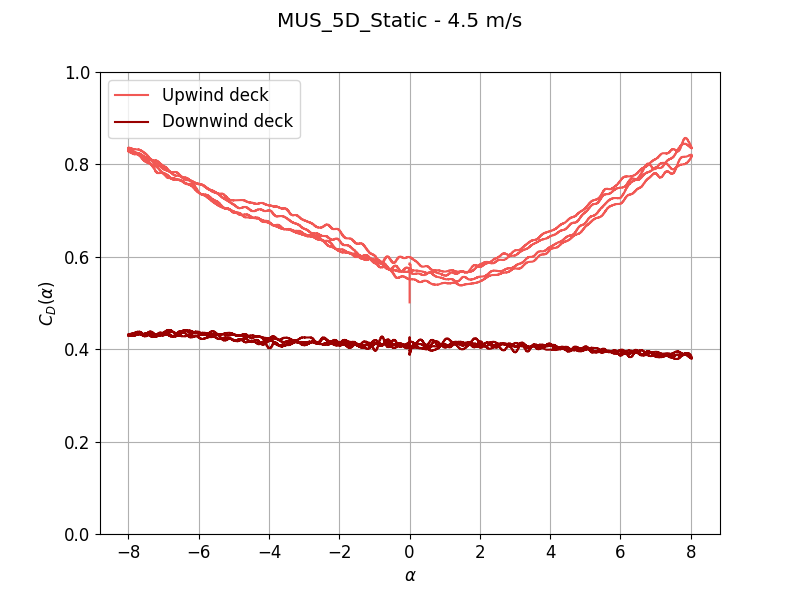 MUS_5D_Static - 4.5 m/s
Upwind deck
Downwind deck
1.0
0.8
0.6
0.4
0.2
0.0
C_D(α)
−8 −6 −4 −2 0 2 4 6 8
α